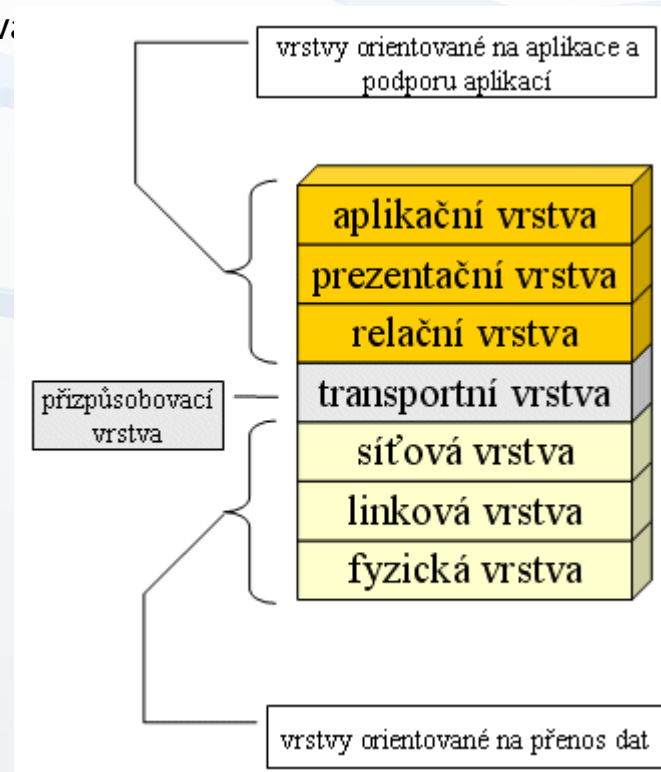 vrstvy orientované na aplikace a
podporu aplikací
aplikační vrstva
prezentační vrstva
relační vrstva
přizpůsobovací
vrstva
transportní vrstva
síťová vrstva
linková vrstva
fyzická vrstva
vrstvy orientované na přenos dat